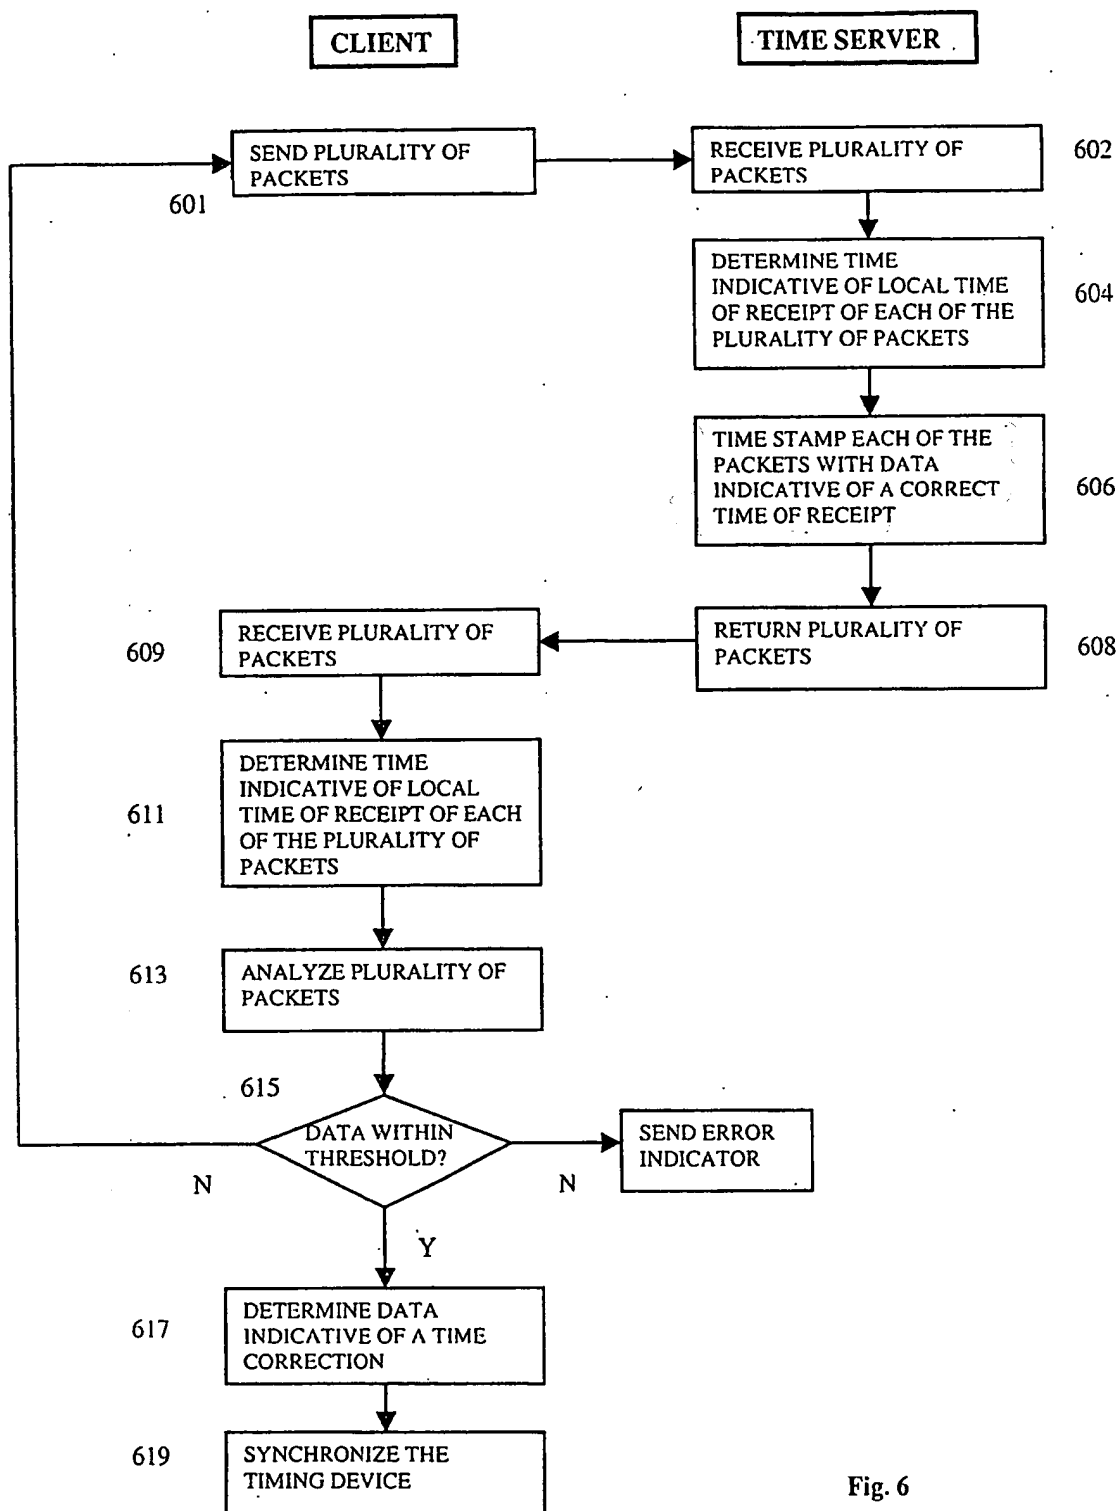 CLIENT
TIME SERVER
SEND PLURALITY OF
PACKETS
601
RECEIVE PLURALITY OF
PACKETS
602
DETERMINE TIME
INDICATIVE OF LOCAL TIME
OF RECEIPT OF EACH OF THE
PLURALITY OF PACKETS
604
TIME STAMP EACH OF THE
PACKETS WITH DATA
INDICATIVE OF A CORRECT
TIME OF RECEIPT
606
RETURN PLURALITY OF
PACKETS
608
609
RECEIVE PLURALITY OF
PACKETS
611
DETERMINE TIME
INDICATIVE OF LOCAL
TIME OF RECEIPT OF EACH
OF THE PLURALITY OF
PACKETS
613
ANALYZE PLURALITY OF
PACKETS
615
DATA WITHIN
THRESHOLD?
N
N
SEND ERROR
INDICATOR
Y
617
DETERMINE DATA
INDICATIVE OF A TIME
CORRECTION
619
SYNCHRONIZE THE
TIMING DEVICE
Fig. 6